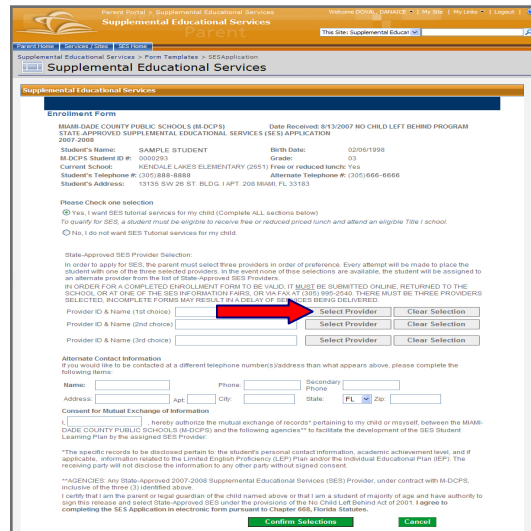 Parent Portal > Supplemental Educational Services
Welcome DOVAL, DANAICE | My Site | My Links | Logout |
Supplemental Educational Services
Parent
This Site: Supplemental Educat
Parent Home Services / Sites SES Home
Supplemental Educational Services > Form Templates > SESApplication
Supplemental Educational Services
Supplemental Educational Services
Enrollment Form
MIAMI-DADE COUNTY PUBLIC SCHOOLS (M-DCPS) Date Received: 8/13/2007 NO CHILD LEFT BEHIND PROGRAM
STATE-APPROVED SUPPLEMENTAL EDUCATIONAL SERVICES (SES) APPLICATION
2007-2008
Student's Name: SAMPLE STUDENT Birth Date: 02/06/1998
M-DCPS Student ID #: 0000293 Grade: 03
Current School: KENDALE LAKES ELEMENTARY (2651) Free or reduced lunch: Yes
Student's Telephone #: (305)888-8888 Alternate Telephone #: (305)666-6666
Student's Address: 13135 SW 26 ST. BLDG. I APT. 208 MIAMI, FL 33183
Please Check one selection
Yes, I want SES tutorial services for my child (Complete ALL sections below)
To qualify for SES, a student must be eligible to receive free or reduced priced lunch and attend an eligible Title I school.
No, I do not want SES Tutorial services for my child.
State-Approved SES Provider Selection:
In order to apply for SES, the parent must select three providers in order of preference. Every attempt will be made to place the
student with one of the three selected providers. In the event none of these selections are available, the student will be assigned to
an alternate provider from the list of State-Approved SES Providers.
IN ORDER FOR A COMPLETED ENROLLMENT FORM TO BE VALID, IT MUST BE SUBMITTED ONLINE, RETURNED TO THE
SCHOOL OR AT ONE OF THE SES INFORMATION FAIRS, OR VIA FAX AT (305) 995-2540. THERE MUST BE THREE PROVIDERS
SELECTED, INCOMPLETE FORMS MAY RESULT IN A DELAY OF SERVICES BEING DELIVERED.
Provider ID & Name (1st choice) Select Provider Clear Selection
Provider ID & Name (2nd choice) Select Provider Clear Selection
Provider ID & Name (3rd choice) Select Provider Clear Selection
Alternate Contact Information
If you would like to be contacted at a different telephone number(s)/address than what appears above, please complete the
following items:
Name: Phone: Secondary Phone
Address: Apt: City: State: FL Zip:
Consent for Mutual Exchange of Information
I, , hereby authorize the mutual exchange of records* pertaining to my child or myself, between the MIAMI-
DADE COUNTY PUBLIC SCHOOLS (M-DCPS) and the following agencies** to facilitate the development of the SES Student
Learning Plan by the assigned SES Provider:
*The specific records to be disclosed pertain to the student's personal contact information, academic achievement level, and if
applicable, information related to the Limited English Proficiency (LEP) Plan and/or the Individual Educational Plan (IEP). The
receiving party will not disclose the information to any other party without signed consent.
**AGENCIES: Any State-Approved 2007-2008 Supplemental Educational Services (SES) Provider, under contract with M-DCPS,
inclusive of the three (3) identified above.
I certify that I am the parent or legal guardian of the child named above or that I am a student of majority of age and have authority to
sign this release and select State-Approved SES under the provisions of the No Child Left Behind Act of 2001. I agree to
completing the SES Application in electronic form pursuant to Chapter 668, Florida Statutes.
Confirm Selections Cancel